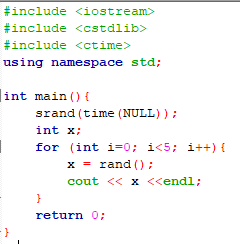 #include <iostream>
#include <cstdlib>
#include <ctime>
using namespace std;

int main(){
    srand(time(NULL));
    int x;
    for (int i=0; i<5; i++){
        x = rand();
        cout << x <<endl;
    }
    return 0;
}